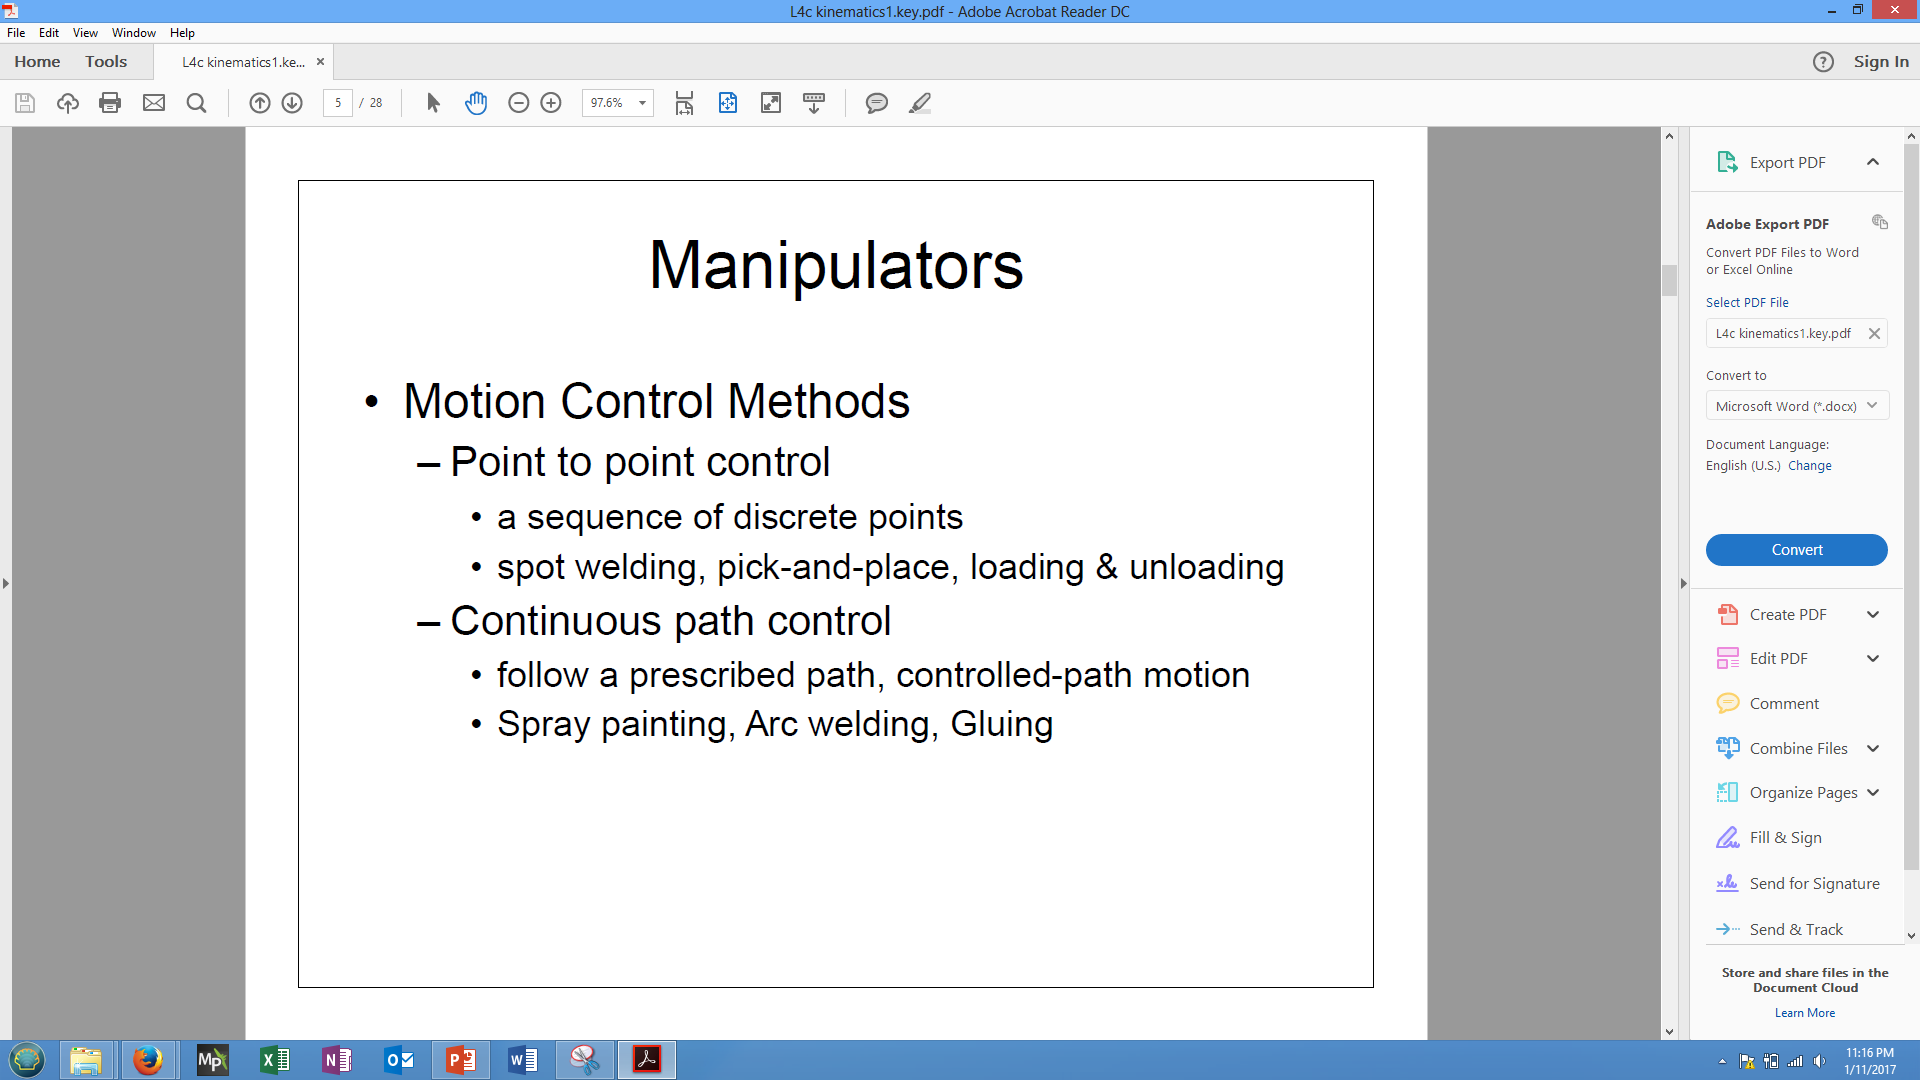 L4c kinematics1.key.pdf - Adobe Acrobat Reader DC
File Edit View Window Help
Home Tools L4c kinematics1.ke... × ? Sign In
5 / 28 97.6%
Manipulators
• Motion Control Methods
– Point to point control
• a sequence of discrete points
• spot welding, pick-and-place, loading & unloading
– Continuous path control
• follow a prescribed path, controlled-path motion
• Spray painting, Arc welding, Gluing
Export PDF
Adobe Export PDF
Convert PDF Files to Word
or Excel Online
Select PDF File
L4c kinematics1.key.pdf
Convert to
Microsoft Word (*.docx)
Document Language:
English (U.S.) Change
Convert
Create PDF
Edit PDF
Comment
Combine Files
Organize Pages
Fill & Sign
Send for Signature
Send & Track
Store and share files in the
Document Cloud
Learn More
Mp
11:16 PM
1/11/2017